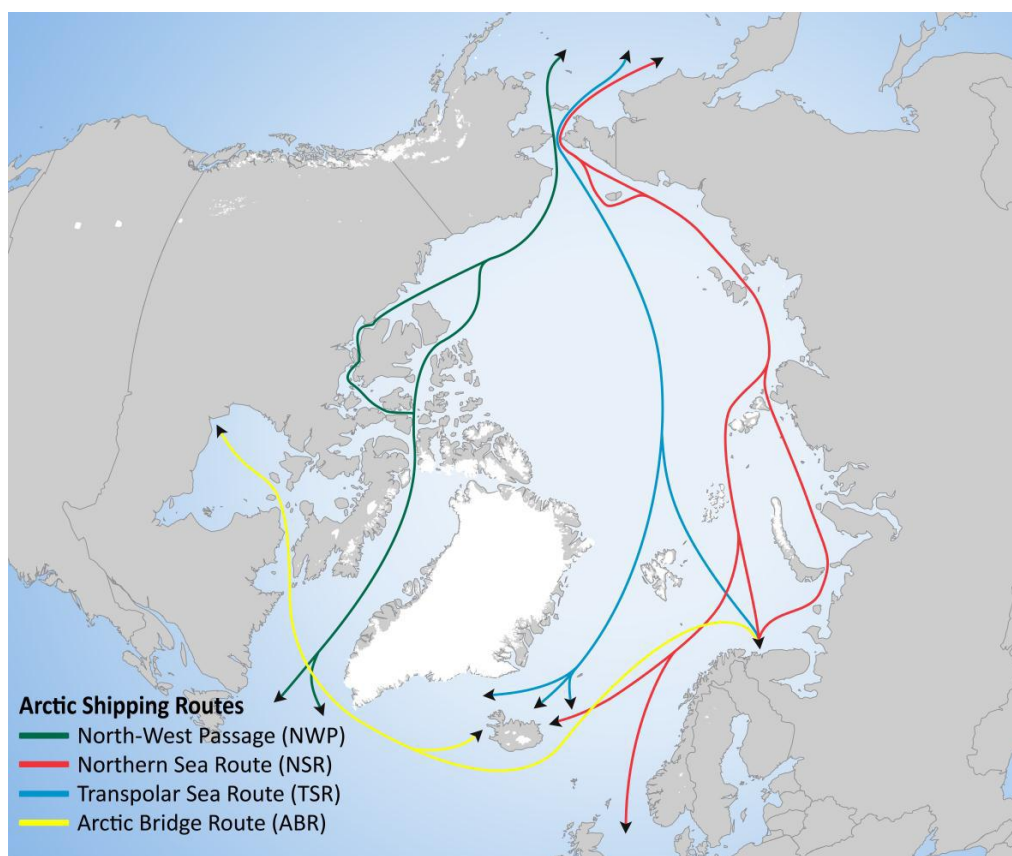 Arctic Shipping Routes
North-West Passage (NWP)
Northern Sea Route (NSR)
Transpolar Sea Route (TSR)
Arctic Bridge Route (ABR)